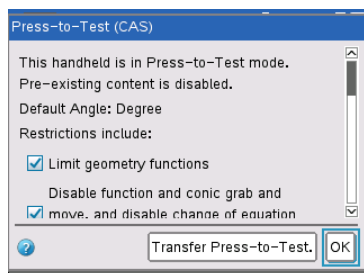 Press-to-Test (CAS)
This handheld is in Press-to-Test mode.
Pre-existing content is disabled.
Default Angle: Degree
Restrictions include:
Limit geometry functions
Disable function and conic grab and
move, and disable change of equation
?
Transfer Press-to-Test.
OK